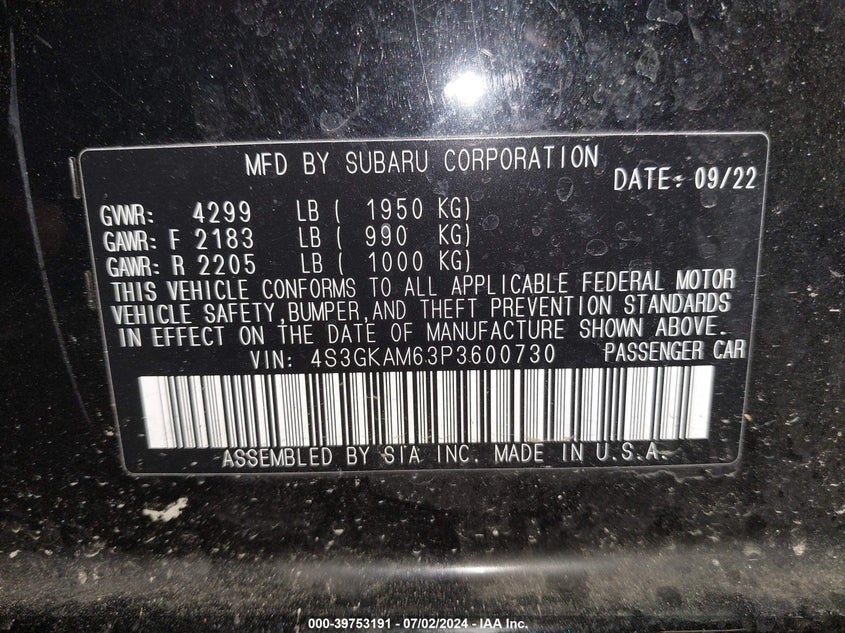 MFD BY SUBARU CORPORATION
DATE: 09/22
GVWR: 4299 LB ( 1950 KG)
GAWR: F 2183 LB ( 990 KG)
GAWR: R 2205 LB ( 1000 KG)
THIS VEHICLE CONFORMS TO ALL APPLICABLE FEDERAL MOTOR
VEHICLE SAFETY,BUMPER,AND THEFT PREVENTION STANDARDS
IN EFFECT ON THE DATE OF MANUFACTURE SHOWN ABOVE.
VIN: 4S3GKAM63P3600730 PASSENGER CAR
ASSEMBLED BY SIA INC. MADE IN U.S.A.
000-39753191 - 07/02/2024 - IAA Inc.